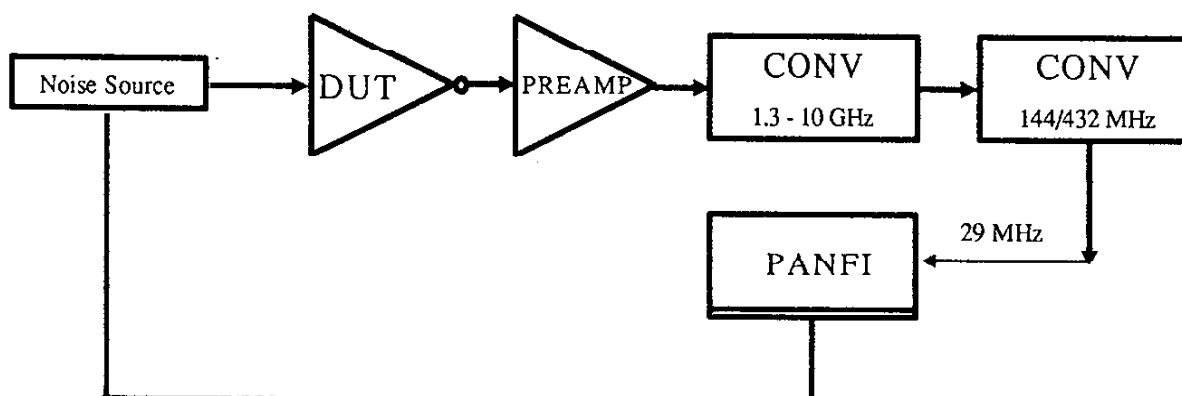 Noise Source
DUT
PREAMP
CONV
1.3 - 10 GHz
CONV
144/432 MHz
PANFI
29 MHz